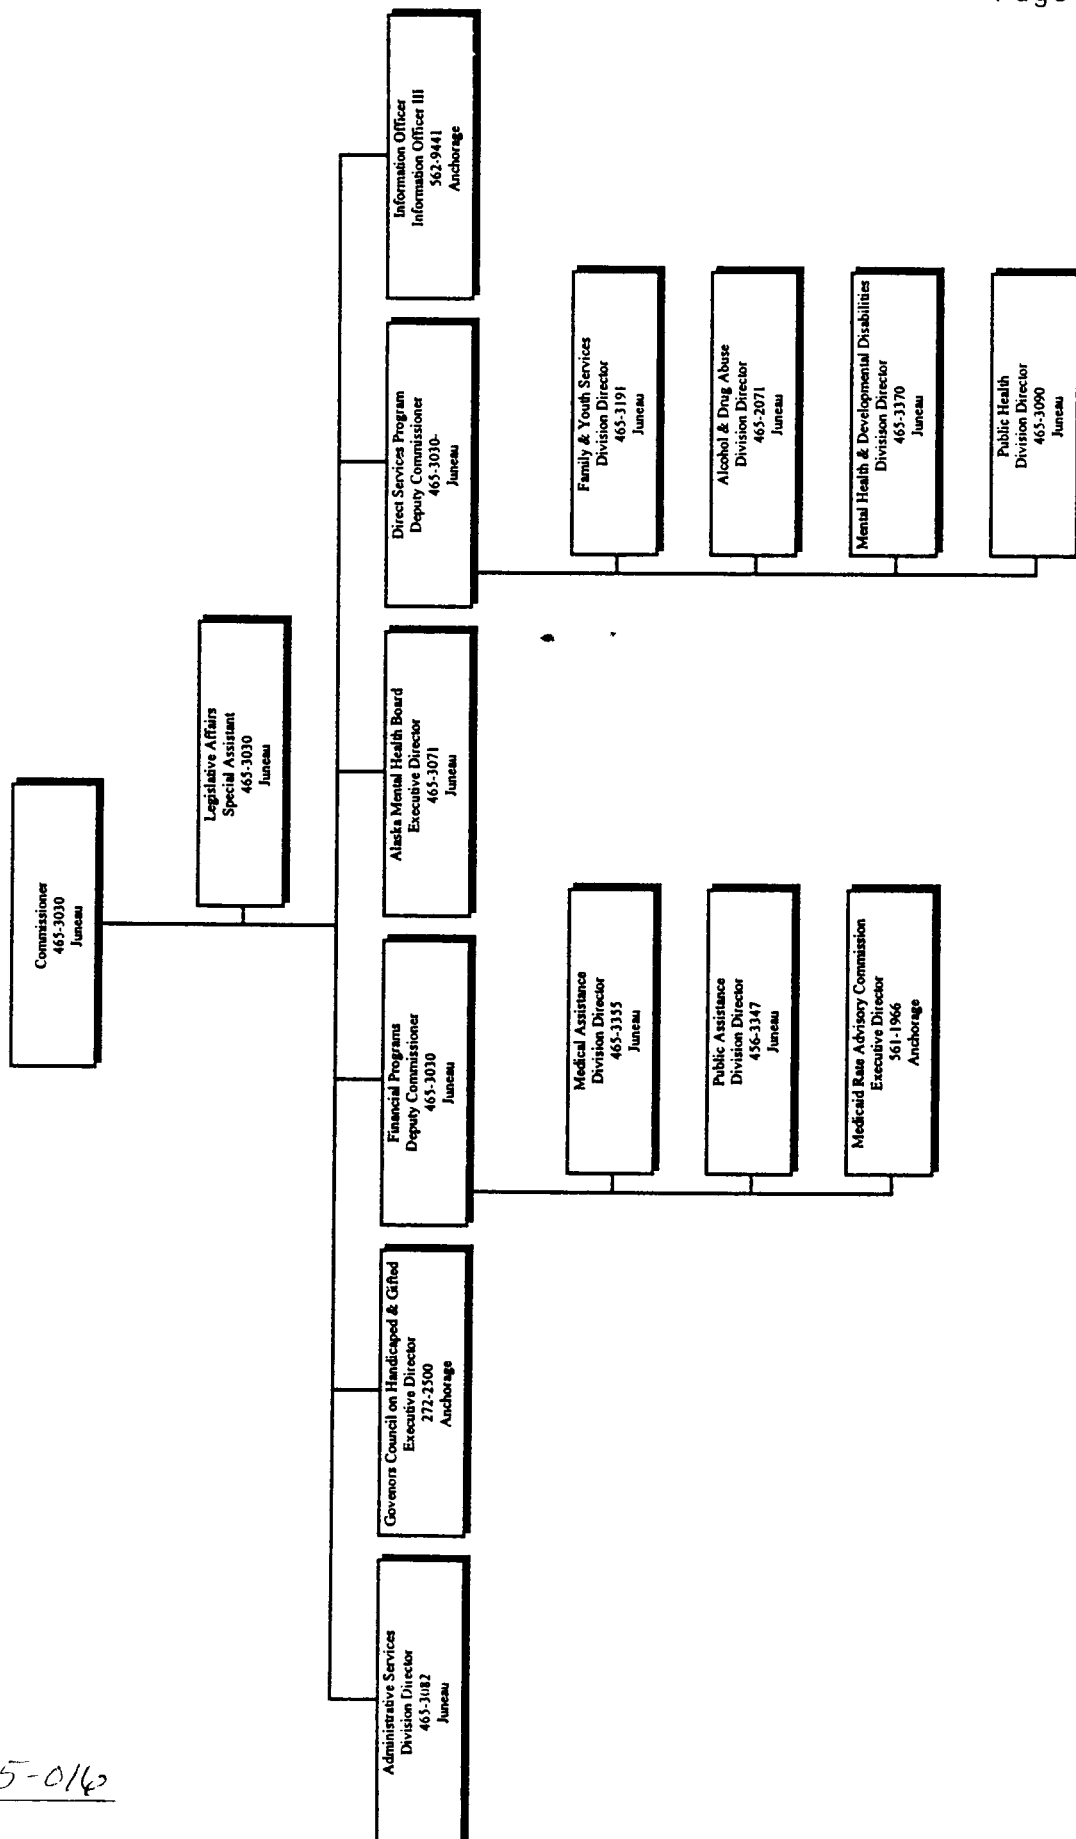 Commissioner
465-3030
Juneau
Legislative Affairs
Special Assistant
465-3030
Juneau
Administrative Services
Division Director
465-3082
Juneau
Govenors Council on Handicaped & Gifted
Executive Director
272-2500
Anchorage
Financial Programs
Deputy Commissioner
465-3030
Juneau
Alaska Mental Health Board
Executive Director
465-3071
Juneau
Direct Services Program
Deputy Commissioner
465-3030-
Juneau
Information Officer
Information Officer III
562-9441
Anchorage
Medical Assistance
Division Director
465-3355
Juneau
Public Assistance
Division Director
456-3347
Juneau
Medicaid Rate Advisory Commission
Executive Director
561-1966
Anchorage
Family & Youth Services
Division Director
465-3191
Juneau
Alcohol & Drug Abuse
Division Director
465-2071
Juneau
Mental Health & Developmental Disabilities
Divisison Director
465-3370
Juneau
Public Health
Division Director
465-3090
Juneau